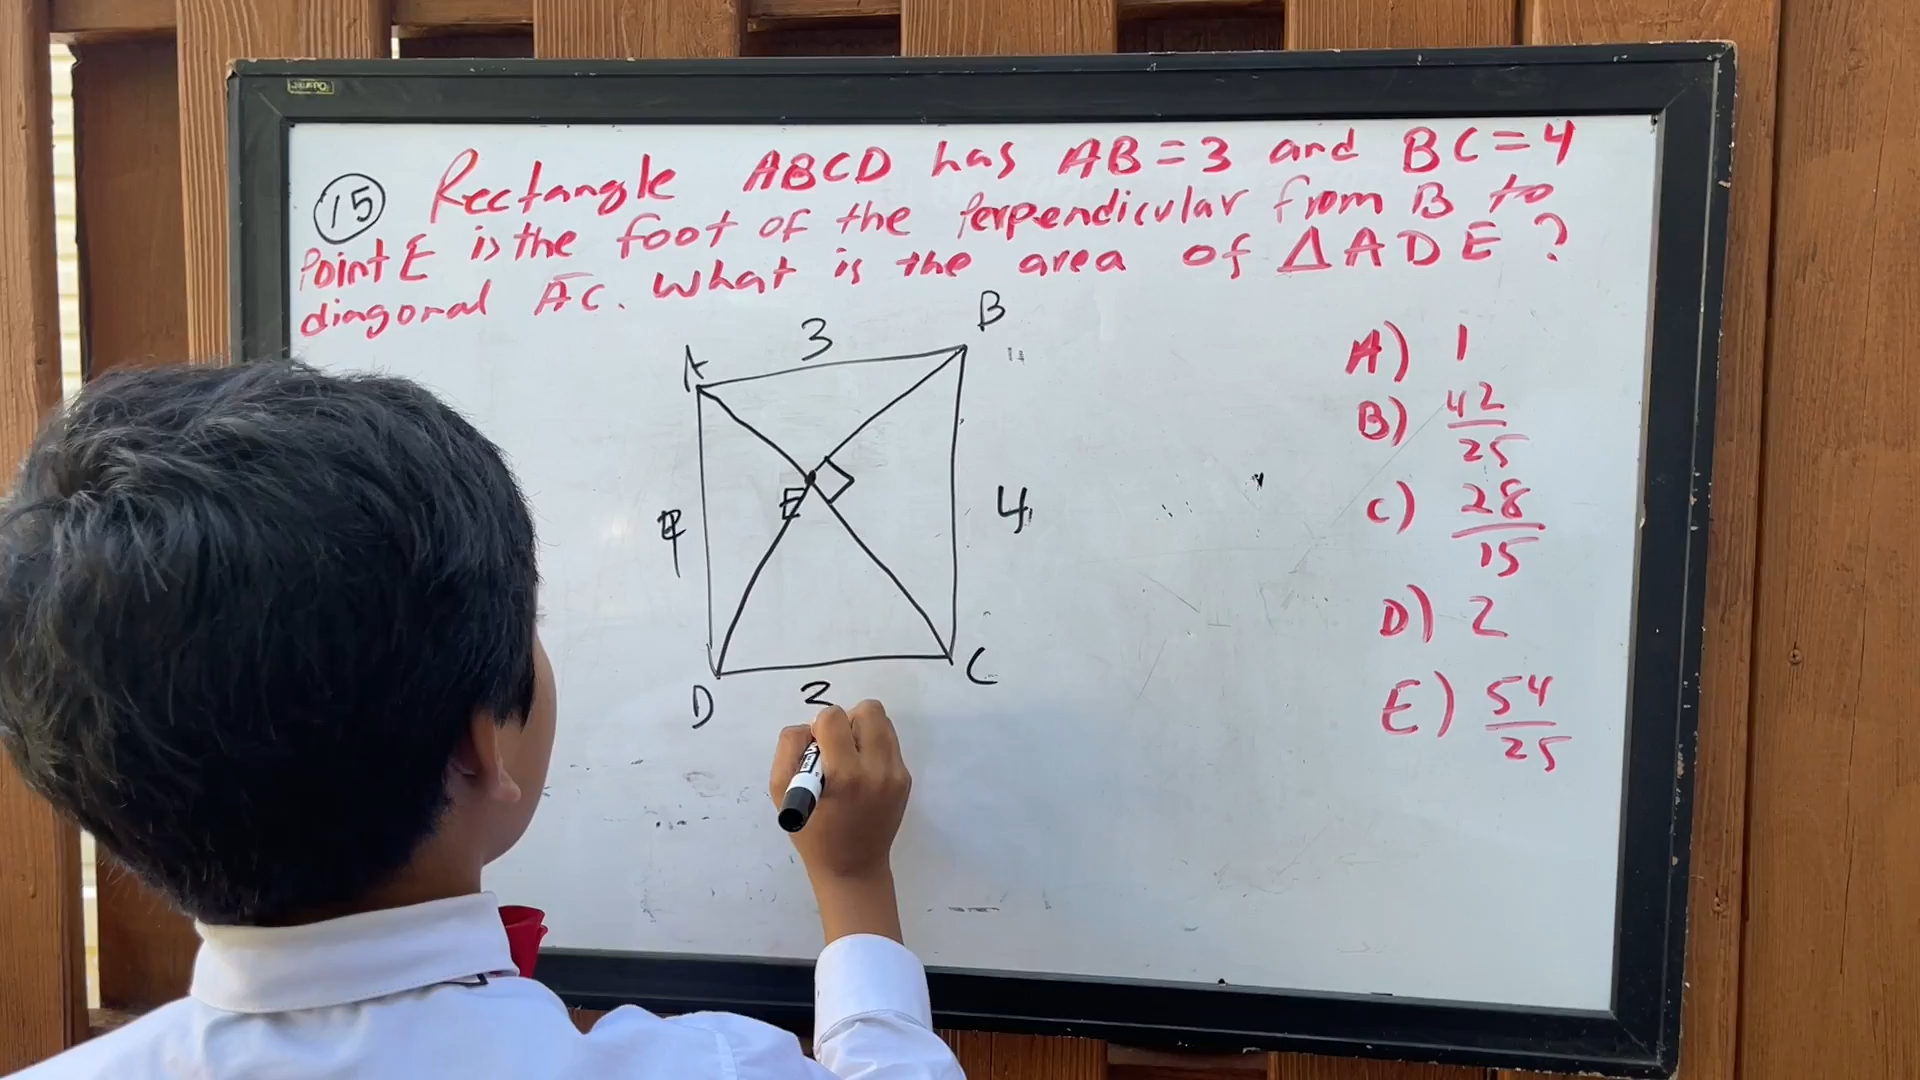 15 Rectangle ABCD has AB = 3 and BC = 4
Point E is the foot of the perpendicular from B to
diagonal AC. What is the area of △ADE?
A) 1
B) 42/25
C) 28/15
D) 2
E) 54/25
A 3 B
E
4 4
D C